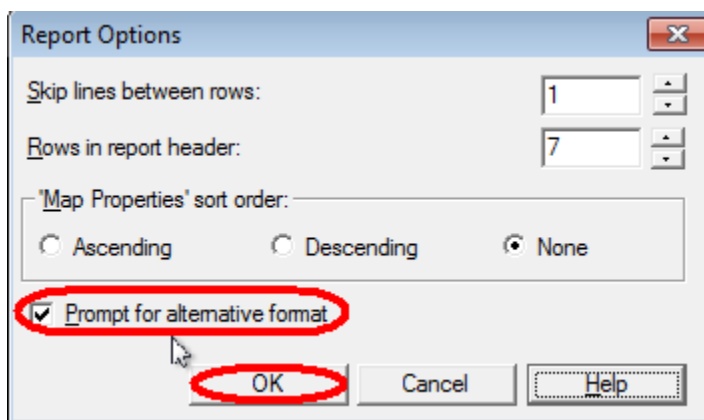 Report Options
Skip lines between rows: 1
Rows in report header: 7
'Map Properties' sort order:
Ascending Descending None
Prompt for alternative format
OK Cancel Help